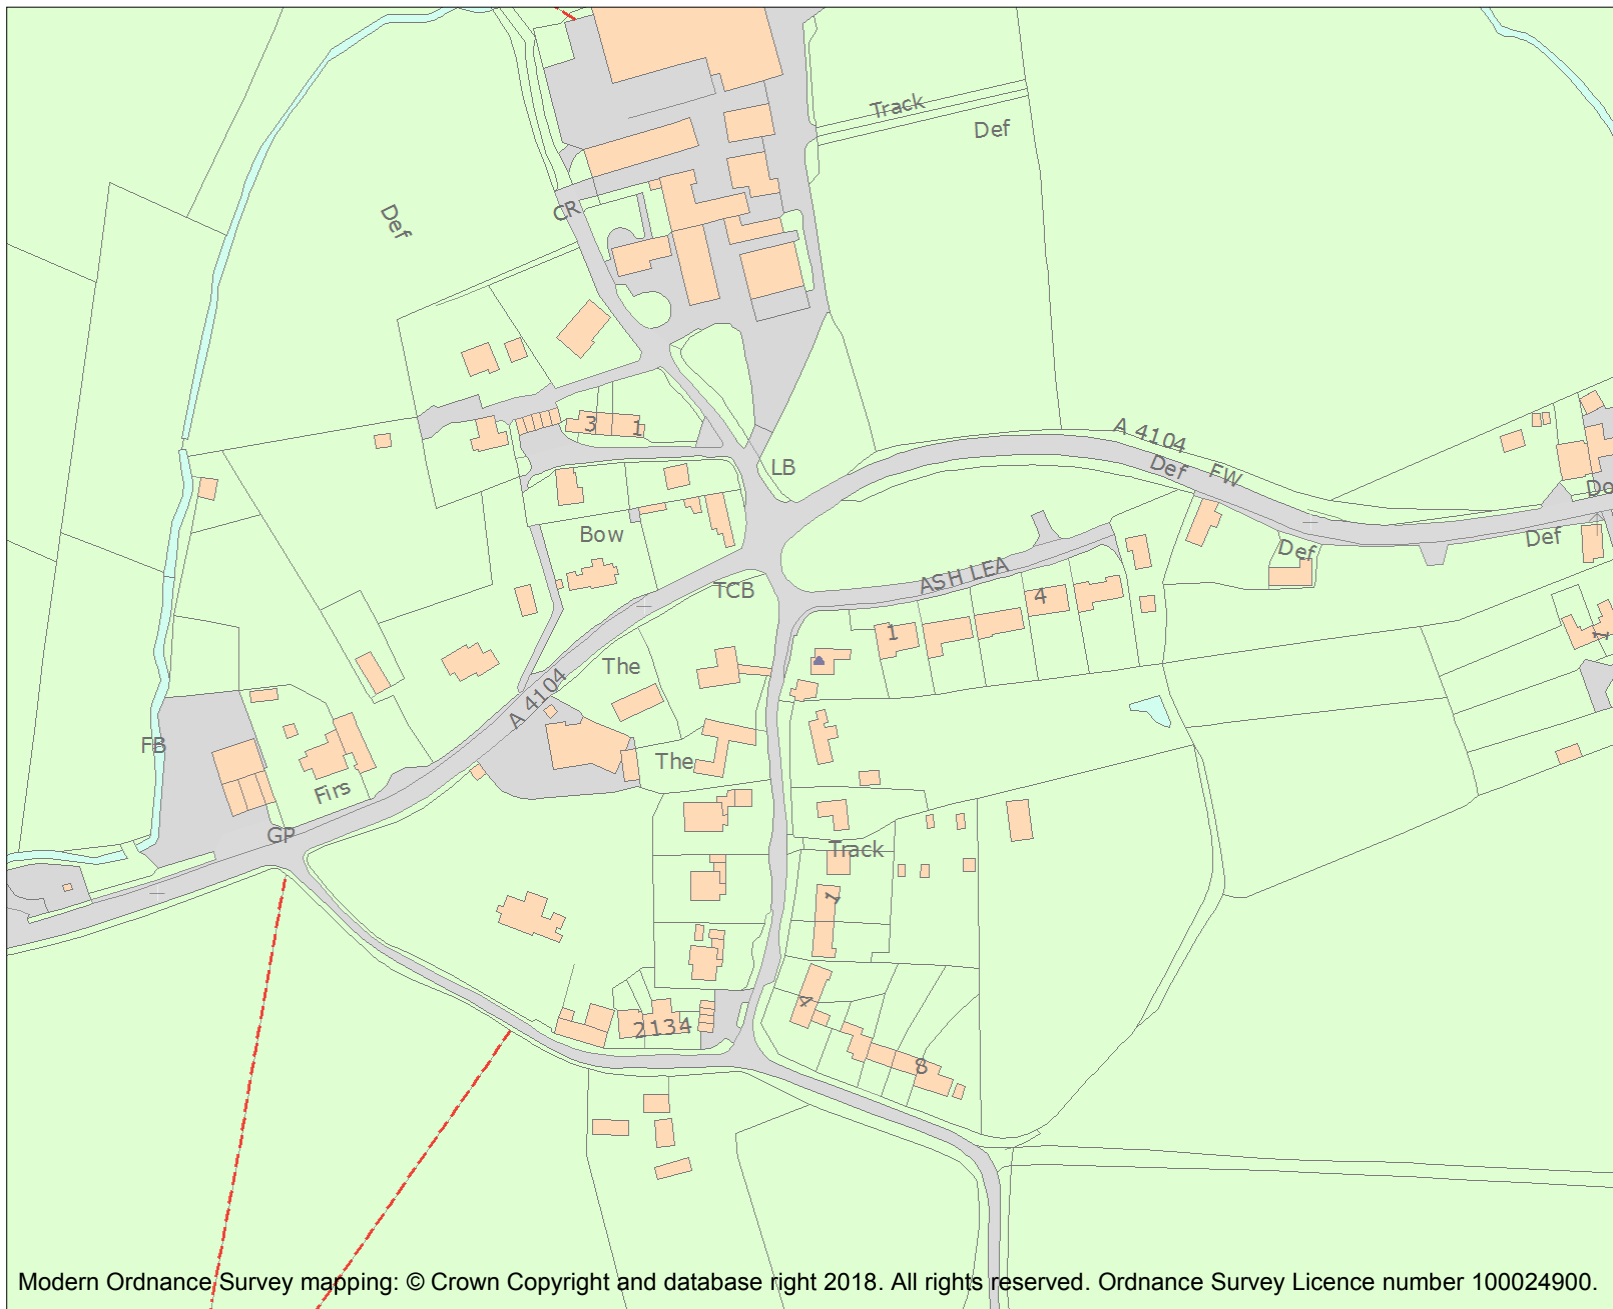 Track
Def
Def
CR
A 4104
3
1
LB
Def
FW
Do
Bow
Def
Def
ASH LEA
TCB
4
1
The
1
A 4104
FB
The
Firs
GP
Track
1
4
2134
8
Modern Ordnance Survey mapping: © Crown Copyright and database right 2018. All rights reserved. Ordnance Survey Licence number 100024900.